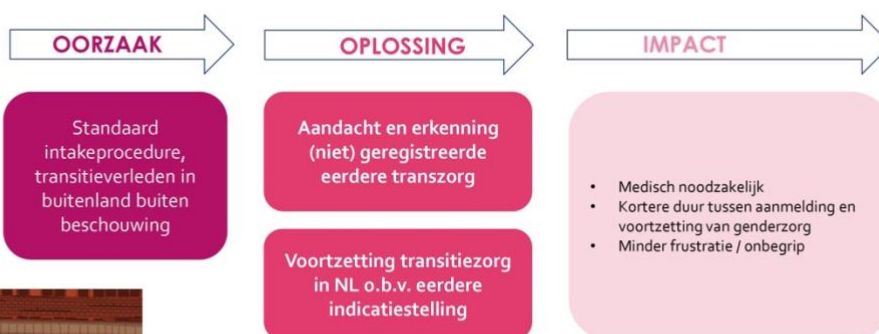 OORZAAK
OPLOSSING
IMPACT
Standaard
intakeprocedure,
transitieverleden in
buitenland buiten
beschouwing
Aandacht en erkenning
(niet) geregistreerde
eerdere transzorg
Voortzetting transitiezorg
in NL o.b.v. eerdere
indicatiestelling
• Medisch noodzakelijk
• Kortere duur tussen aanmelding en
voortzetting van genderzorg
• Minder frustratie / onbegrip